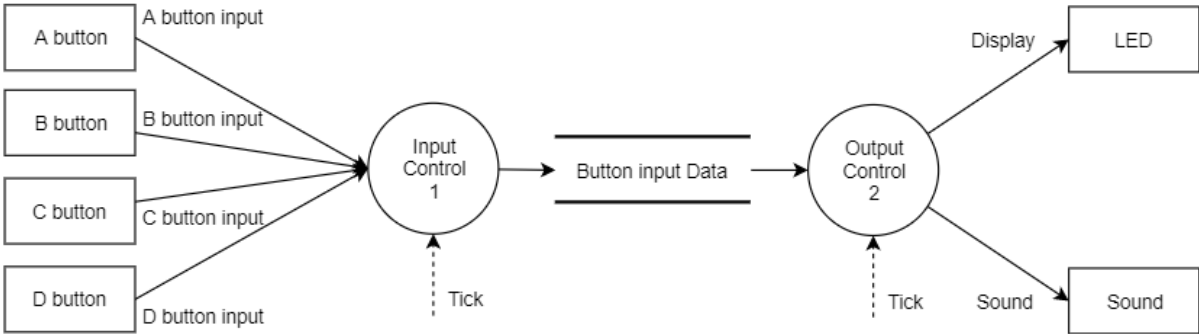 A button input
A button
B button input
B button
C button
C button input
D button
D button input
Input
Control
1
Tick
Button input Data
Output
Control
2
Tick
Display
LED
Sound
Sound